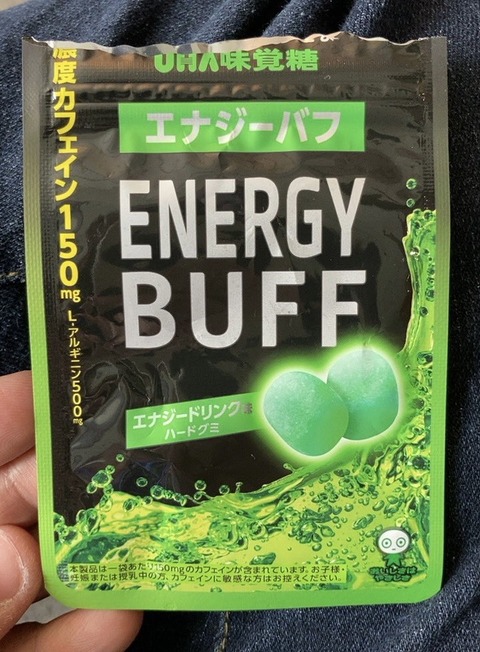 UHA味覚糖
エナジーバフ
ENERGY
BUFF
濃度カフェイン150mg
L-アルギニン500mg
エナジードリンク味
ハードグミ
本製品は一袋あたり150mgのカフェインが含まれています。お子様・
妊娠または授乳中の方、カフェインに敏感な方はお控えください。